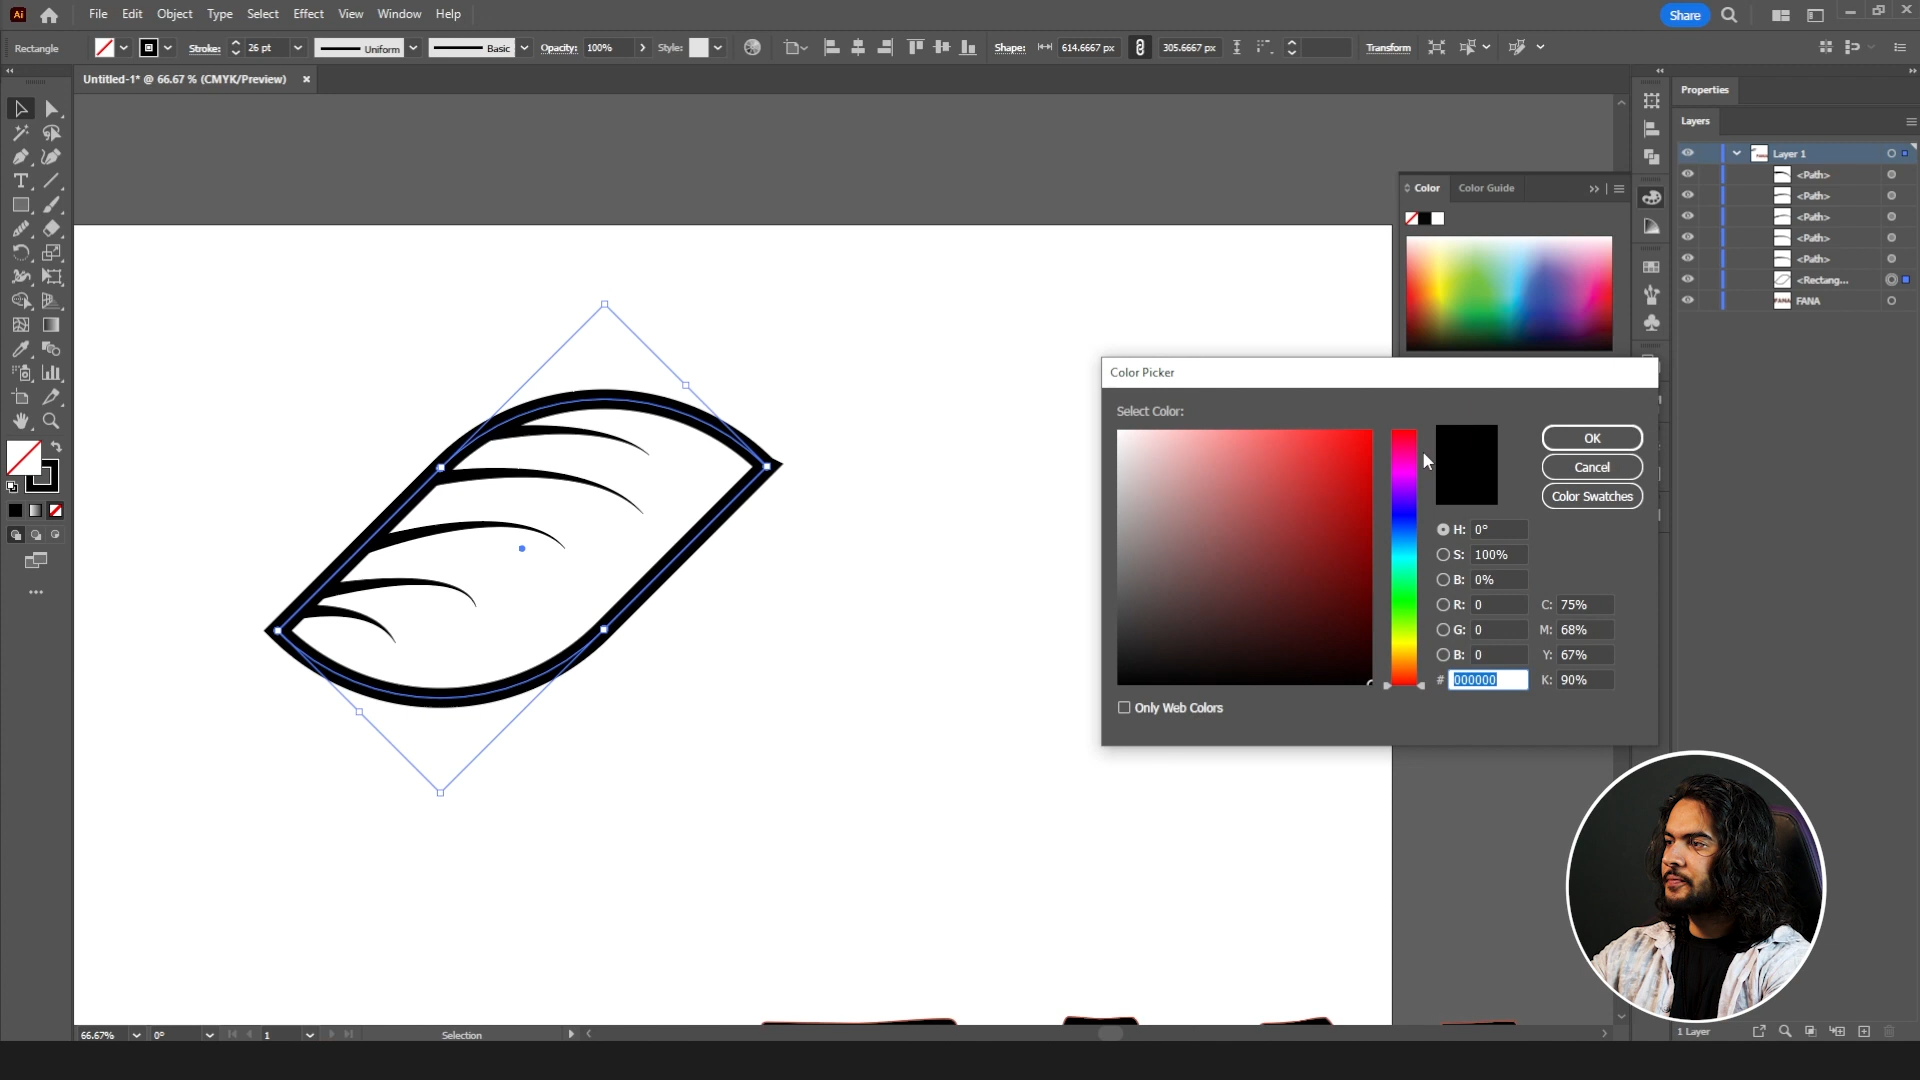 Ai File Edit Object Type Select Effect View Window Help Share
Rectangle Stroke: 26 pt Uniform Basic Opacity: 100% Style: Shape: 614.6667 px 305.6667 px Transform
Untitled-1* @ 66.67 % (CMYK/Preview)
Properties
Layers
Layer 1
<Path>
<Path>
<Path>
<Path>
<Path>
<Rectang...
FANA
Color Color Guide
Color Picker
Select Color:
OK
Cancel
Color Swatches
H: 0°
S: 100%
B: 0%
R: 0 C: 75%
G: 0 M: 68%
B: 0 Y: 67%
# 000000 K: 90%
Only Web Colors
66.67% 0° 1 Selection
1 Layer